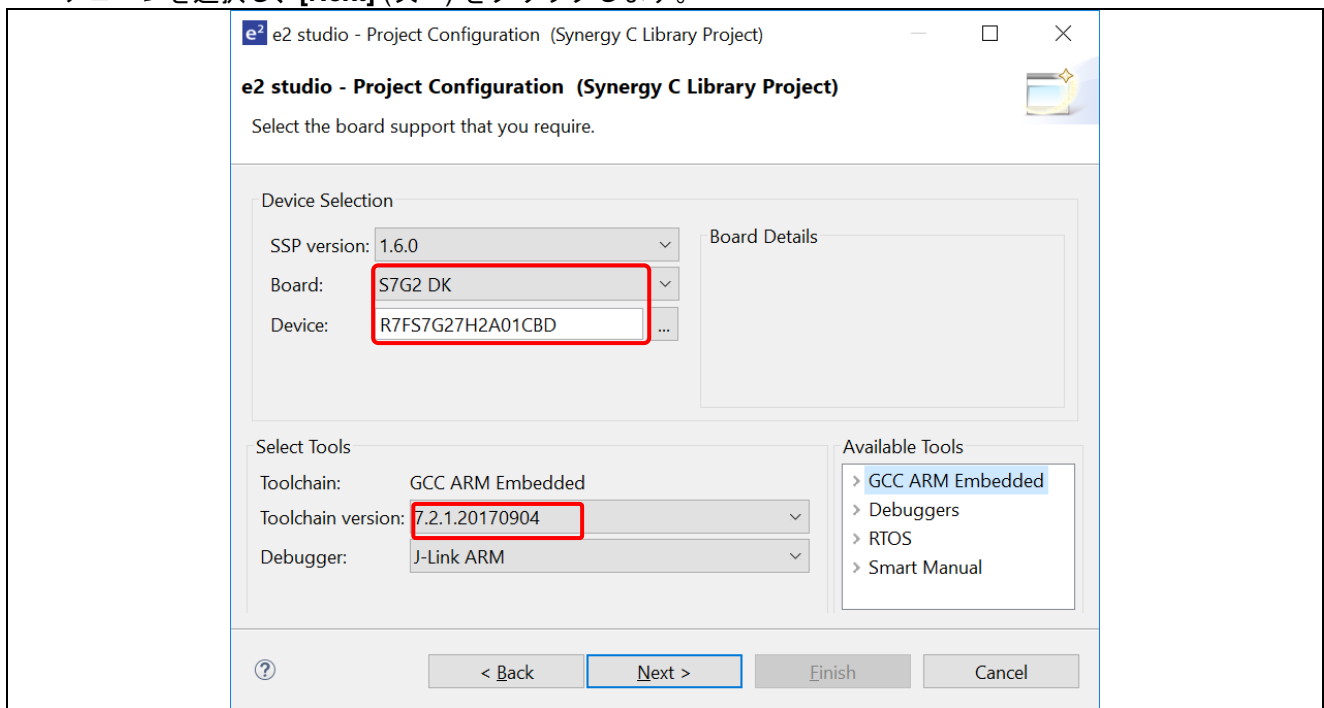 e2 studio - Project Configuration (Synergy C Library Project)
e2 studio - Project Configuration (Synergy C Library Project)
Select the board support that you require.
Device Selection
SSP version: 1.6.0
Board: S7G2 DK
Device: R7FS7G27H2A01CBD ...
Board Details
Select Tools
Toolchain: GCC ARM Embedded
Toolchain version: 7.2.1.20170904
Debugger: J-Link ARM
Available Tools
GCC ARM Embedded
Debuggers
RTOS
Smart Manual
< Back Next > Finish Cancel